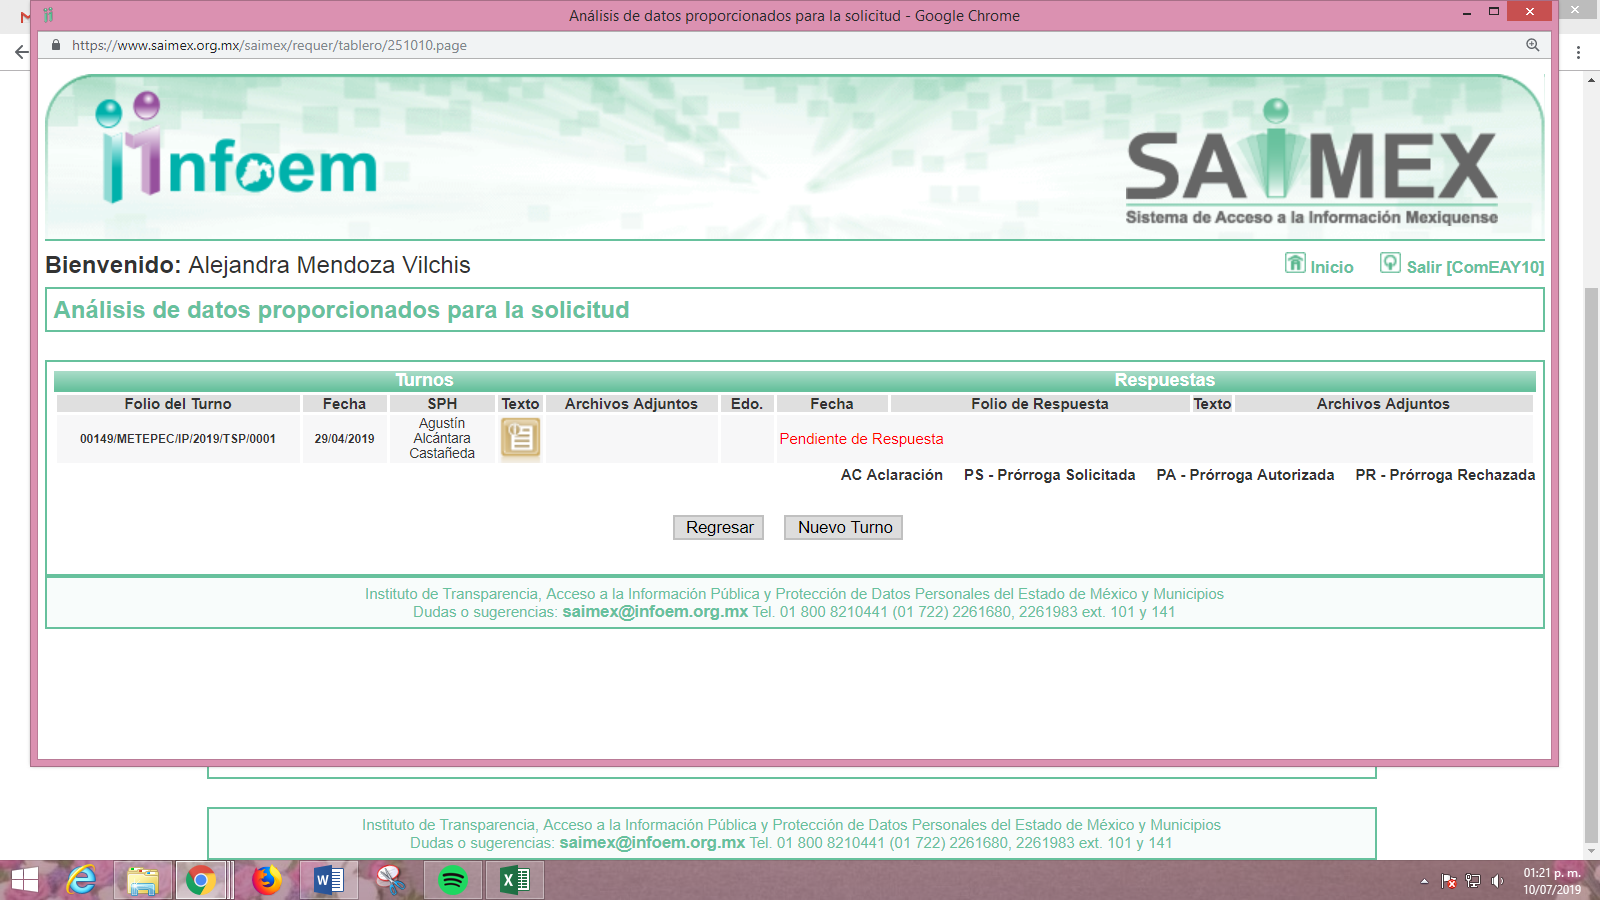 Análisis de datos proporcionados para la solicitud - Google Chrome
https://www.saimex.org.mx/saimex/requer/tablero/251010.page
infoem
SAIMEX
Sistema de Acceso a la Información Mexiquense
Bienvenido: Alejandra Mendoza Vilchis
Inicio Salir [ComEAY10]
Análisis de datos proporcionados para la solicitud
Turnos Respuestas
Folio del Turno Fecha SPH Texto Archivos Adjuntos Edo. Fecha Folio de Respuesta Texto Archivos Adjuntos
00149/METEPEC/IP/2019/TSP/0001 29/04/2019 Agustín Alcántara Castañeda Pendiente de Respuesta
AC Aclaración PS - Prórroga Solicitada PA - Prórroga Autorizada PR - Prórroga Rechazada
Regresar Nuevo Turno
Instituto de Transparencia, Acceso a la Información Pública y Protección de Datos Personales del Estado de México y Municipios
Dudas o sugerencias: saimex@infoem.org.mx Tel. 01 800 8210441 (01 722) 2261680, 2261983 ext. 101 y 141
Instituto de Transparencia, Acceso a la Información Pública y Protección de Datos Personales del Estado de México y Municipios
Dudas o sugerencias: saimex@infoem.org.mx Tel. 01 800 8210441 (01 722) 2261680, 2261983 ext. 101 y 141
01:21 p. m.
10/07/2019